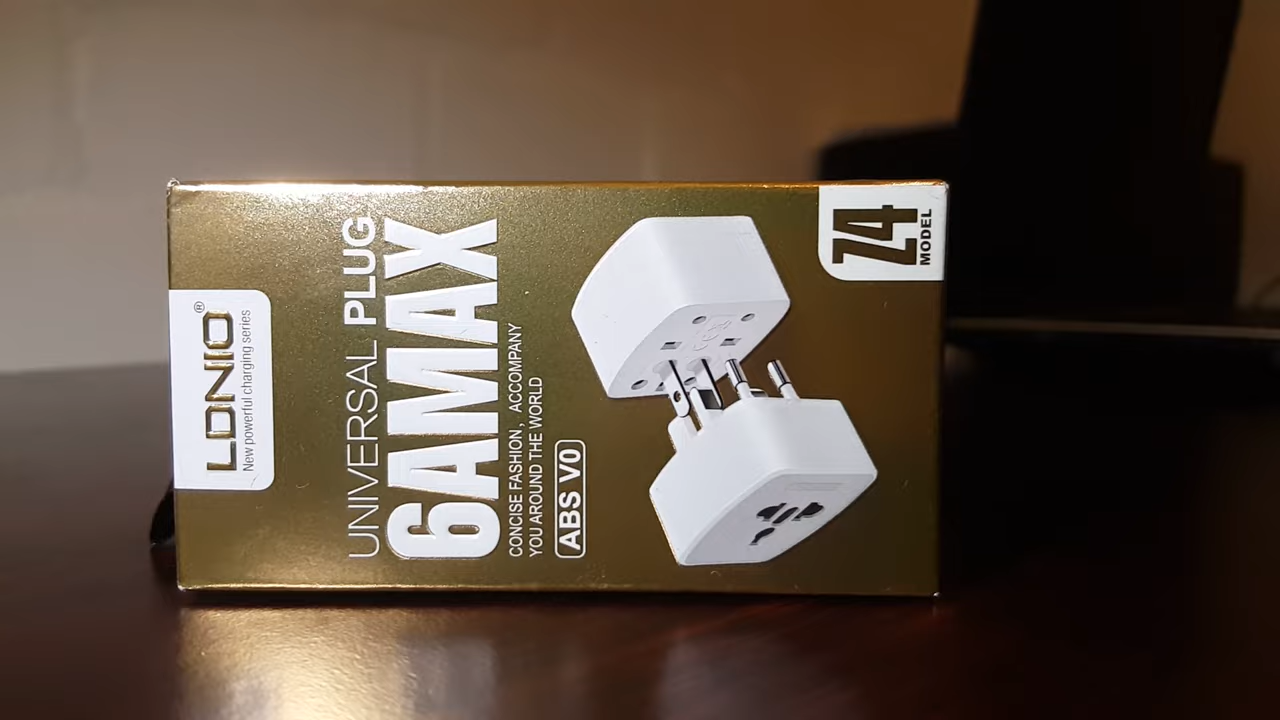 LDNIO®
New powerful charging series
UNIVERSAL PLUG
6AMAX
CONCISE FASHION, ACCOMPANY
YOU AROUND THE WORLD
ABS V0
Z4
MODEL